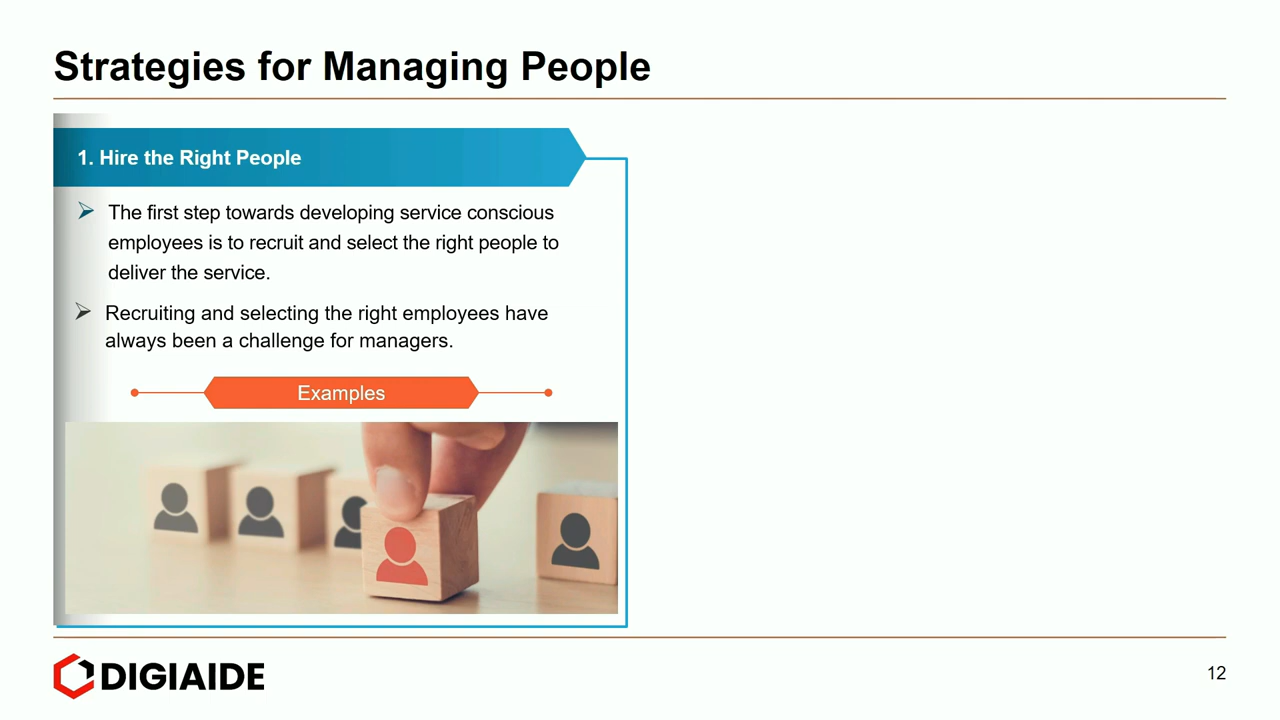 Strategies for Managing People
1. Hire the Right People
The first step towards developing service conscious
employees is to recruit and select the right people to
deliver the service.
Recruiting and selecting the right employees have
always been a challenge for managers.
Examples
DIGIAIDE
12